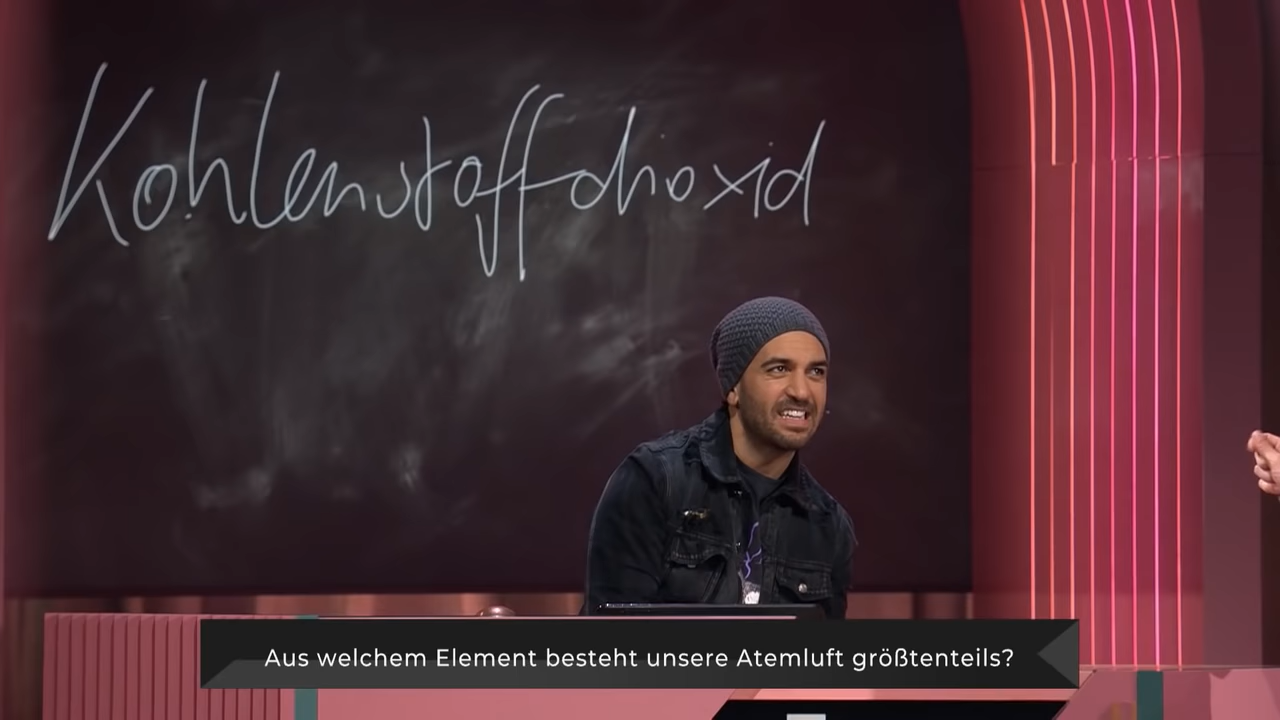 Kohlenstoffdioxid
Aus welchem Element besteht unsere Atemluft größtenteils?